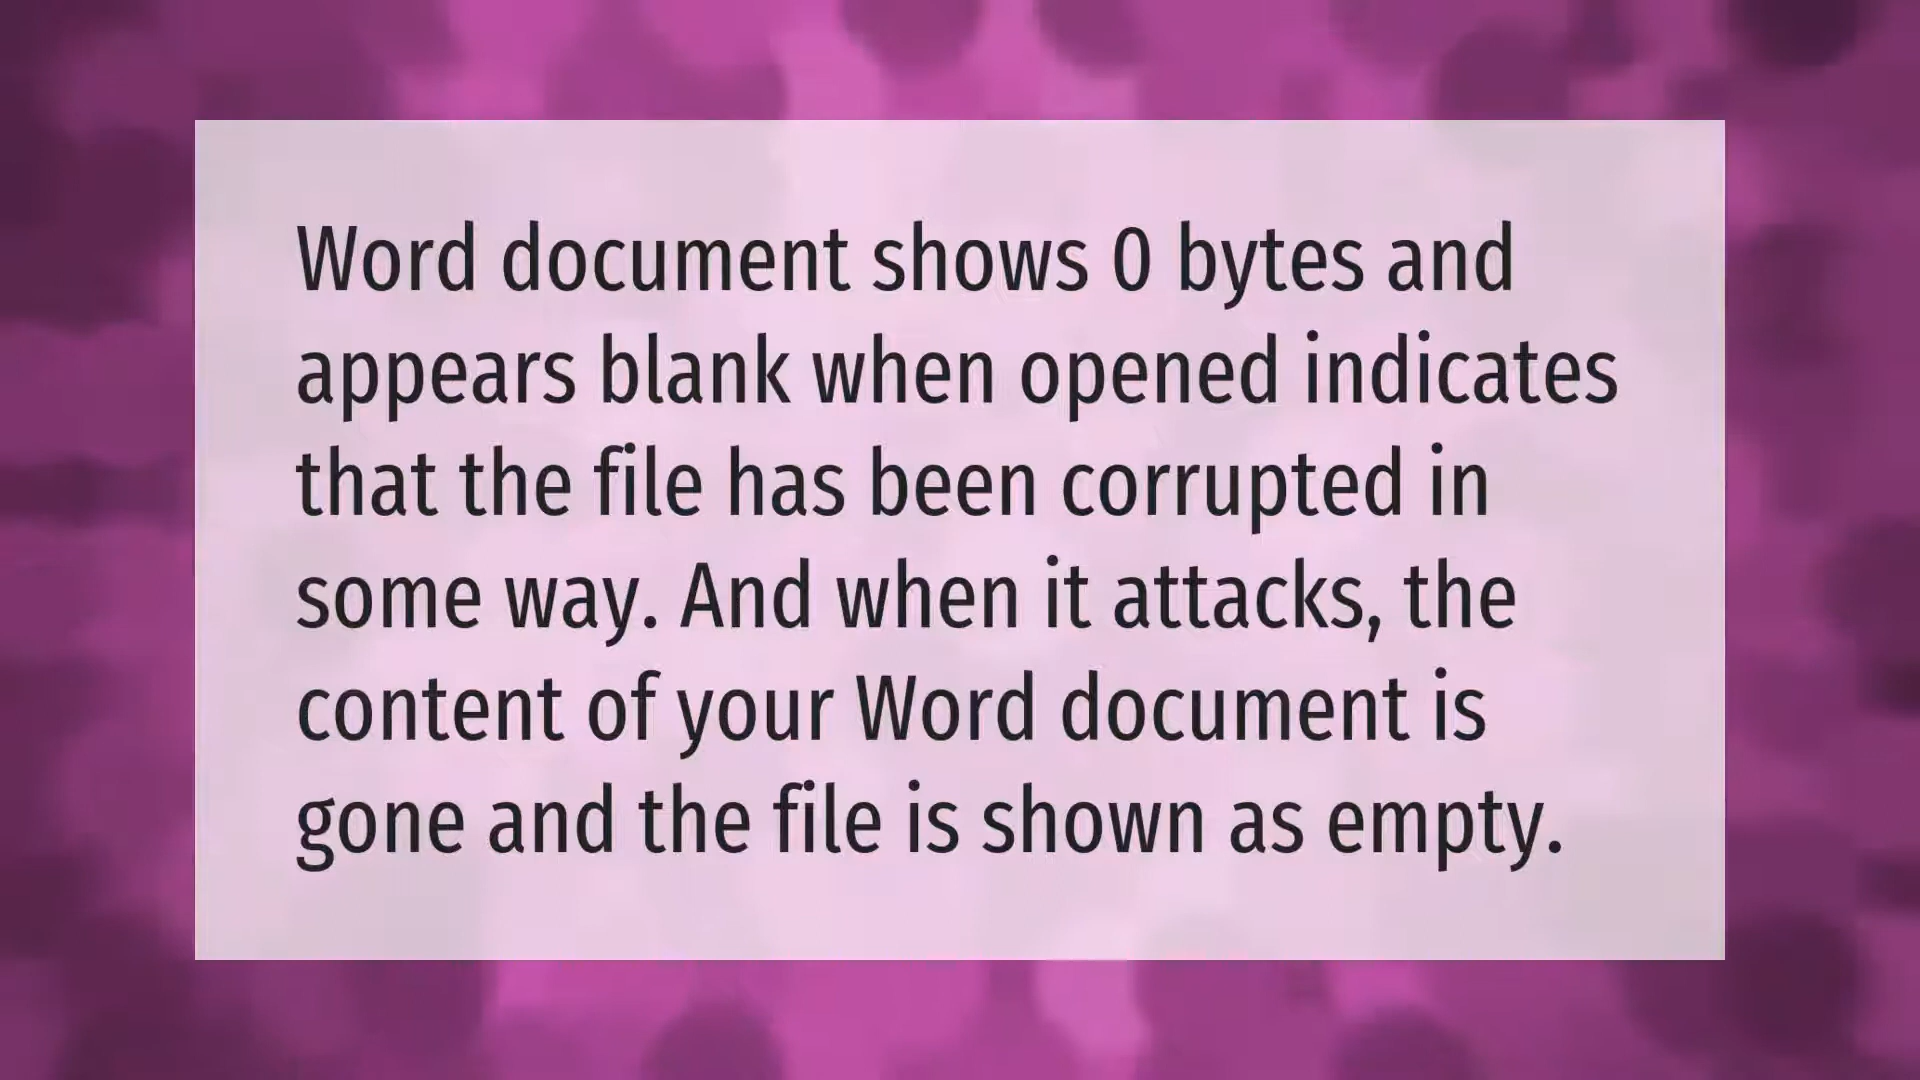 Word document shows 0 bytes and
appears blank when opened indicates
that the file has been corrupted in
some way. And when it attacks, the
content of your Word document is
gone and the file is shown as empty.